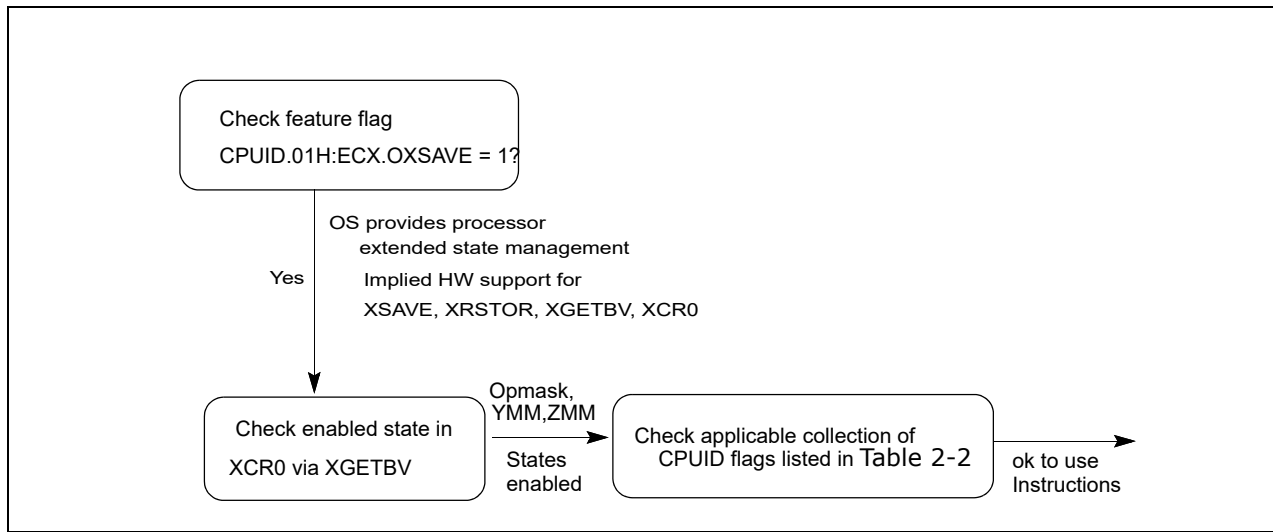 Check feature flag
CPUID.01H:ECX.OXSAVE = 1?
OS provides processor
extended state management
Yes
Implied HW support for
XSAVE, XRSTOR, XGETBV, XCR0
Check enabled state in
XCR0 via XGETBV
Opmask,
YMM,ZMM
States
enabled
Check applicable collection of
CPUID flags listed in Table 2-2
ok to use
Instructions